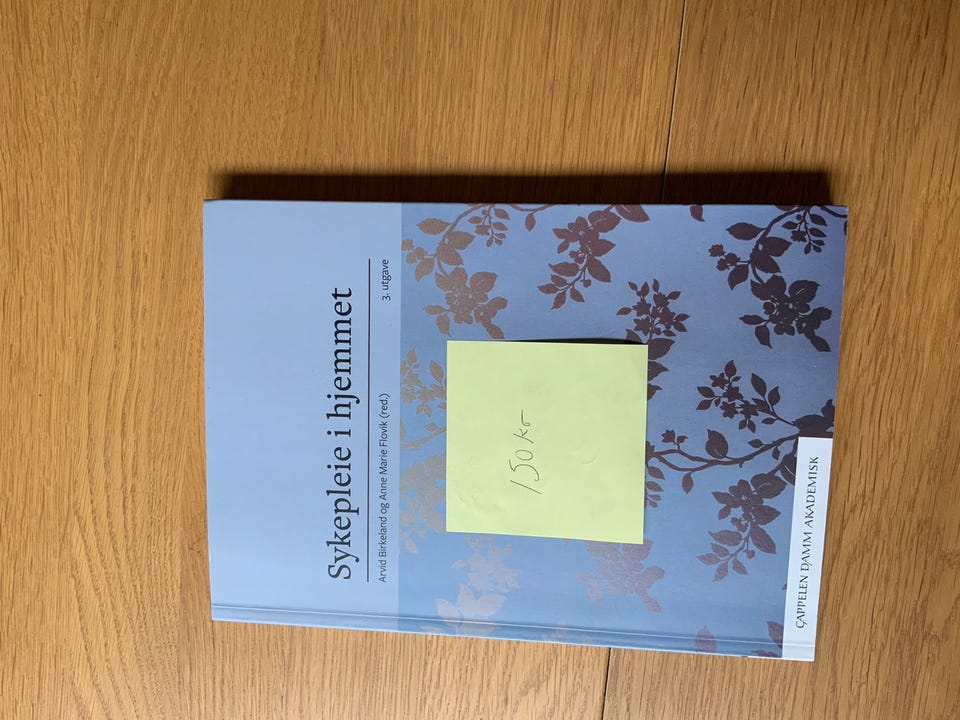 Sykepleie i hjemmet
Arvid Birkeland og Anne Marie Flovik (red.)
3. utgave
150 kr
CAPPELEN DAMM AKADEMISK